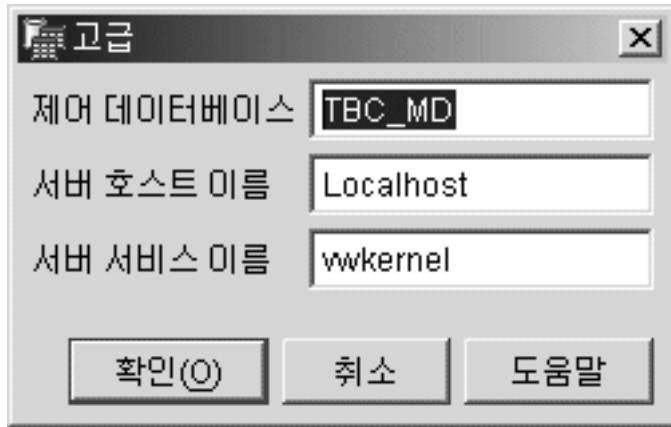 고급
제어 데이터베이스 TBC_MD
서버 호스트 이름 Localhost
서버 서비스 이름 vwkernel
확인(O) 취소 도움말